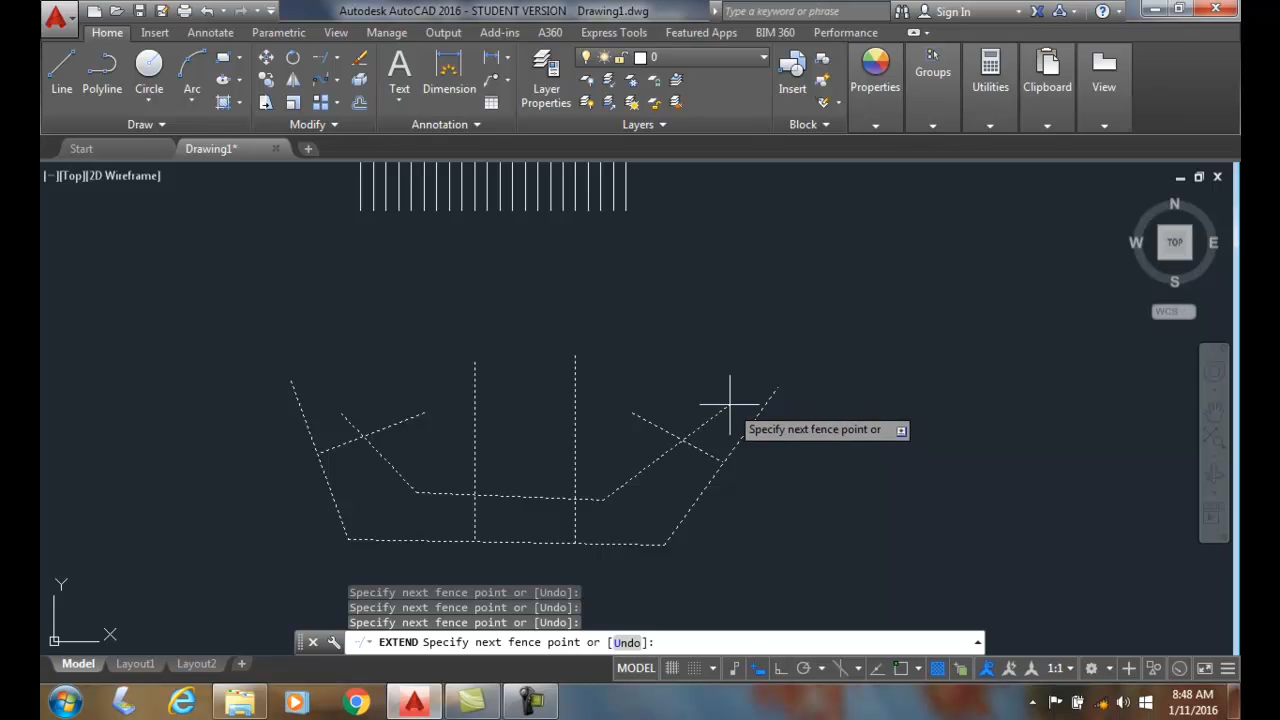 Autodesk AutoCAD 2016 - STUDENT VERSION Drawing1.dwg
Type a keyword or phrase
Sign In
Home Insert Annotate Parametric View Manage Output Add-ins A360 Express Tools Featured Apps BIM 360 Performance
Line Polyline Circle Arc
Text Dimension
Layer Properties
0
Insert
Properties Groups Utilities Clipboard View
Draw Modify Annotation Layers Block
Start Drawing1*
[−][Top][2D Wireframe]
N
W TOP E
S
WCS
Specify next fence point or
Y
X
Specify next fence point or [Undo]:
Specify next fence point or [Undo]:
Specify next fence point or [Undo]:
EXTEND Specify next fence point or [Undo]:
Model Layout1 Layout2
MODEL 1:1
8:48 AM
1/11/2016